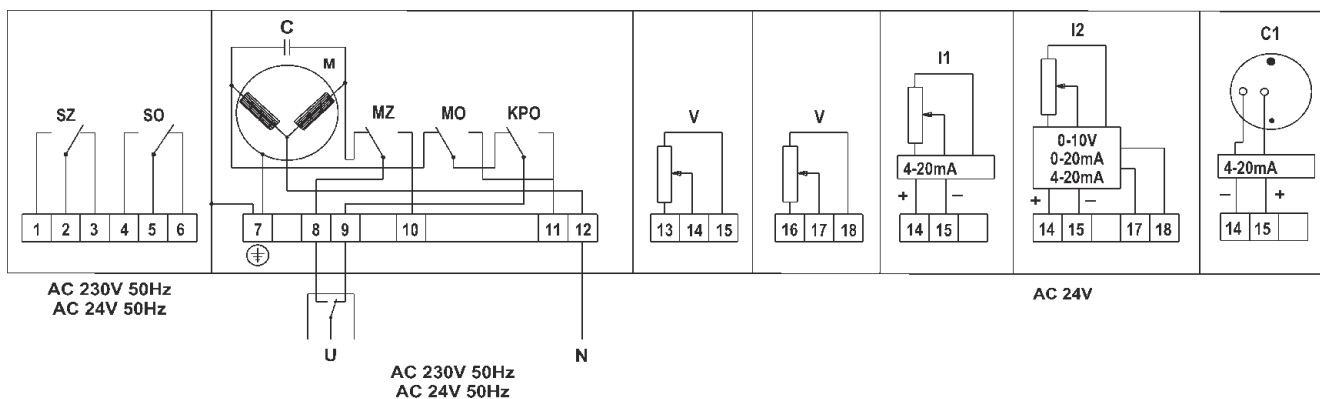 C
M
SZ
SO
MZ
MO
KPO
V
V
I1
I2
C1
0-10V
0-20mA
4-20mA
4-20mA
4-20mA
+ −
+ −
− +
1 2 3 4 5 6
7 8 9 10 11 12
13 14 15
16 17 18
14 15
14 15 17 18
14 15
AC 230V 50Hz
AC 24V 50Hz
U
N
AC 230V 50Hz
AC 24V 50Hz
AC 24V